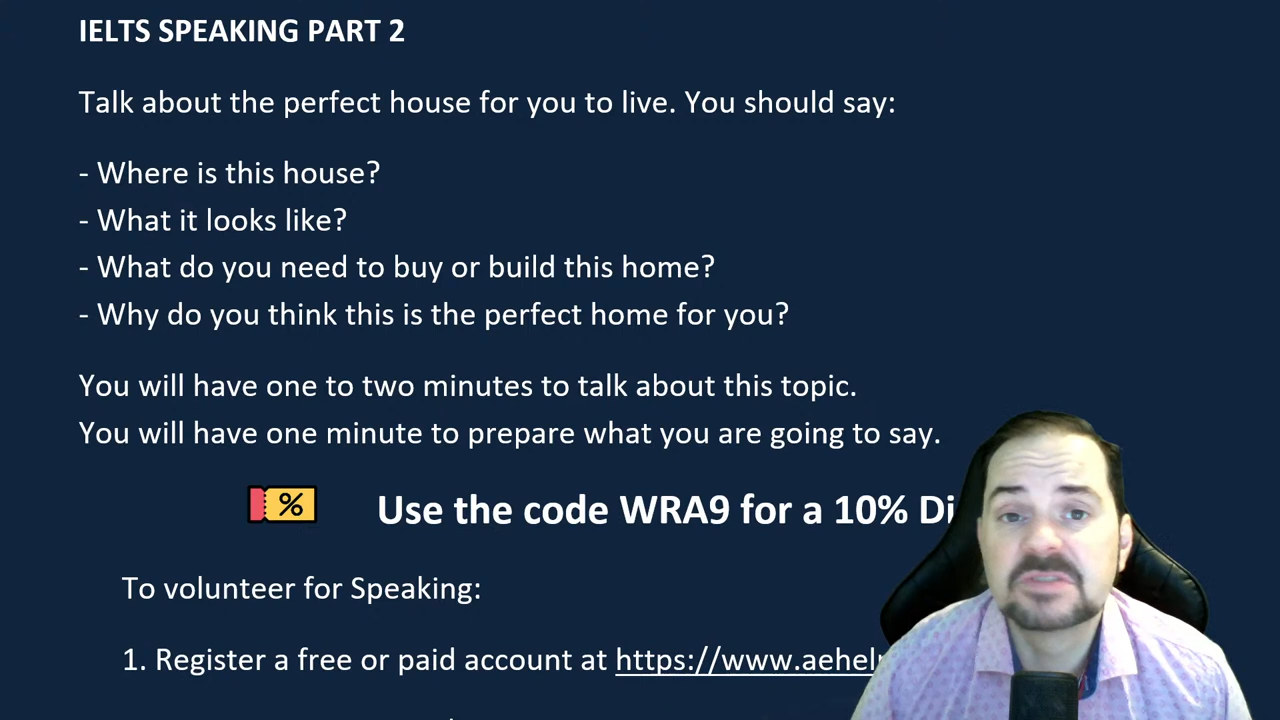 IELTS SPEAKING PART 2
Talk about the perfect house for you to live. You should say:
- Where is this house?
- What it looks like?
- What do you need to buy or build this home?
- Why do you think this is the perfect home for you?
You will have one to two minutes to talk about this topic.
You will have one minute to prepare what you are going to say.
% Use the code WRA9 for a 10%
To volunteer for Speaking:
1. Register a free or paid account at